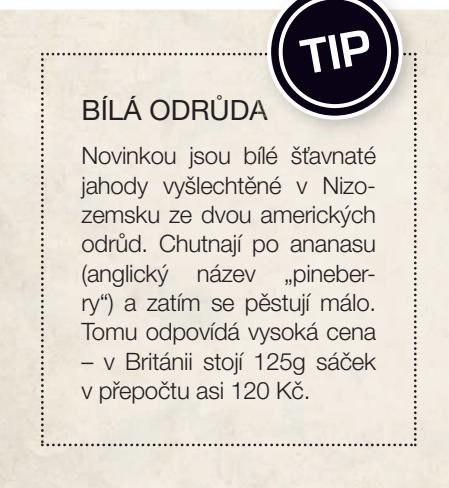 TIP
BÍLÁ ODRŮDA
Novinkou jsou bílé šťavnaté
jahody vyšlechtěné v Nizo-
zemsku ze dvou amerických
odrůd. Chutnají po ananasu
(anglický název „pineber-
ry“) a zatím se pěstují málo.
Tomu odpovídá vysoká cena
– v Británii stojí 125g sáček
v přepočtu asi 120 Kč.